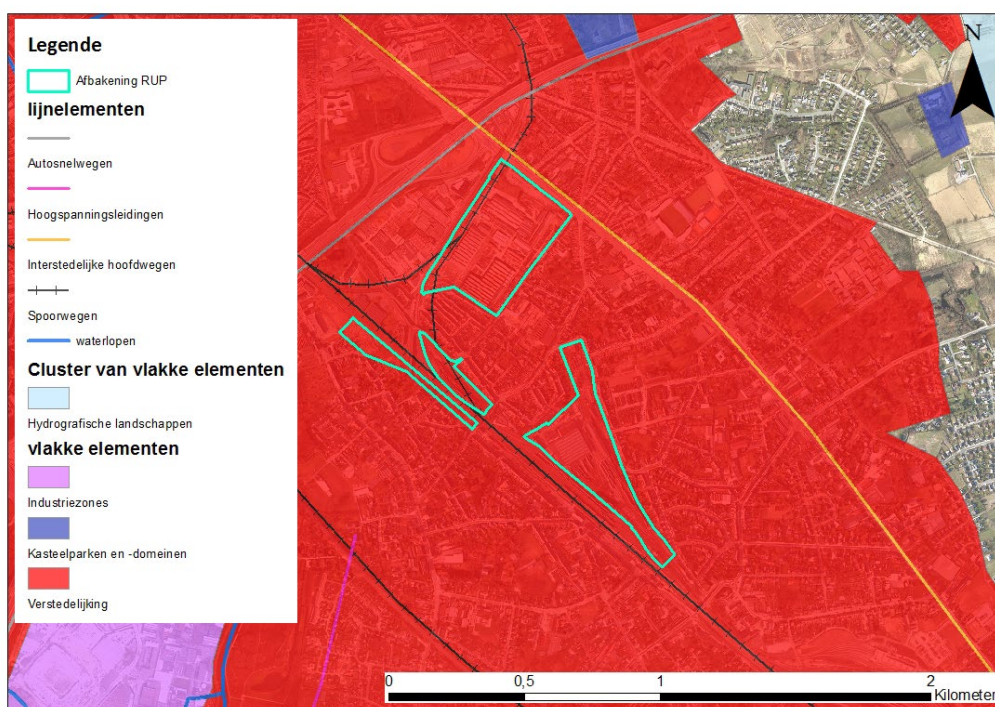 Legende
Afbakening RUP
lijnelementen
Autosnelwegen
Hoogspanningsleidingen
Interstedelijke hoofdwegen
Spoorwegen
waterlopen
Cluster van vlakke elementen
Hydrografische landschappen
vlakke elementen
Industriezones
Kasteelparken en -domeinen
Verstedelijking
N
0 0,5 1 2
Kilometer